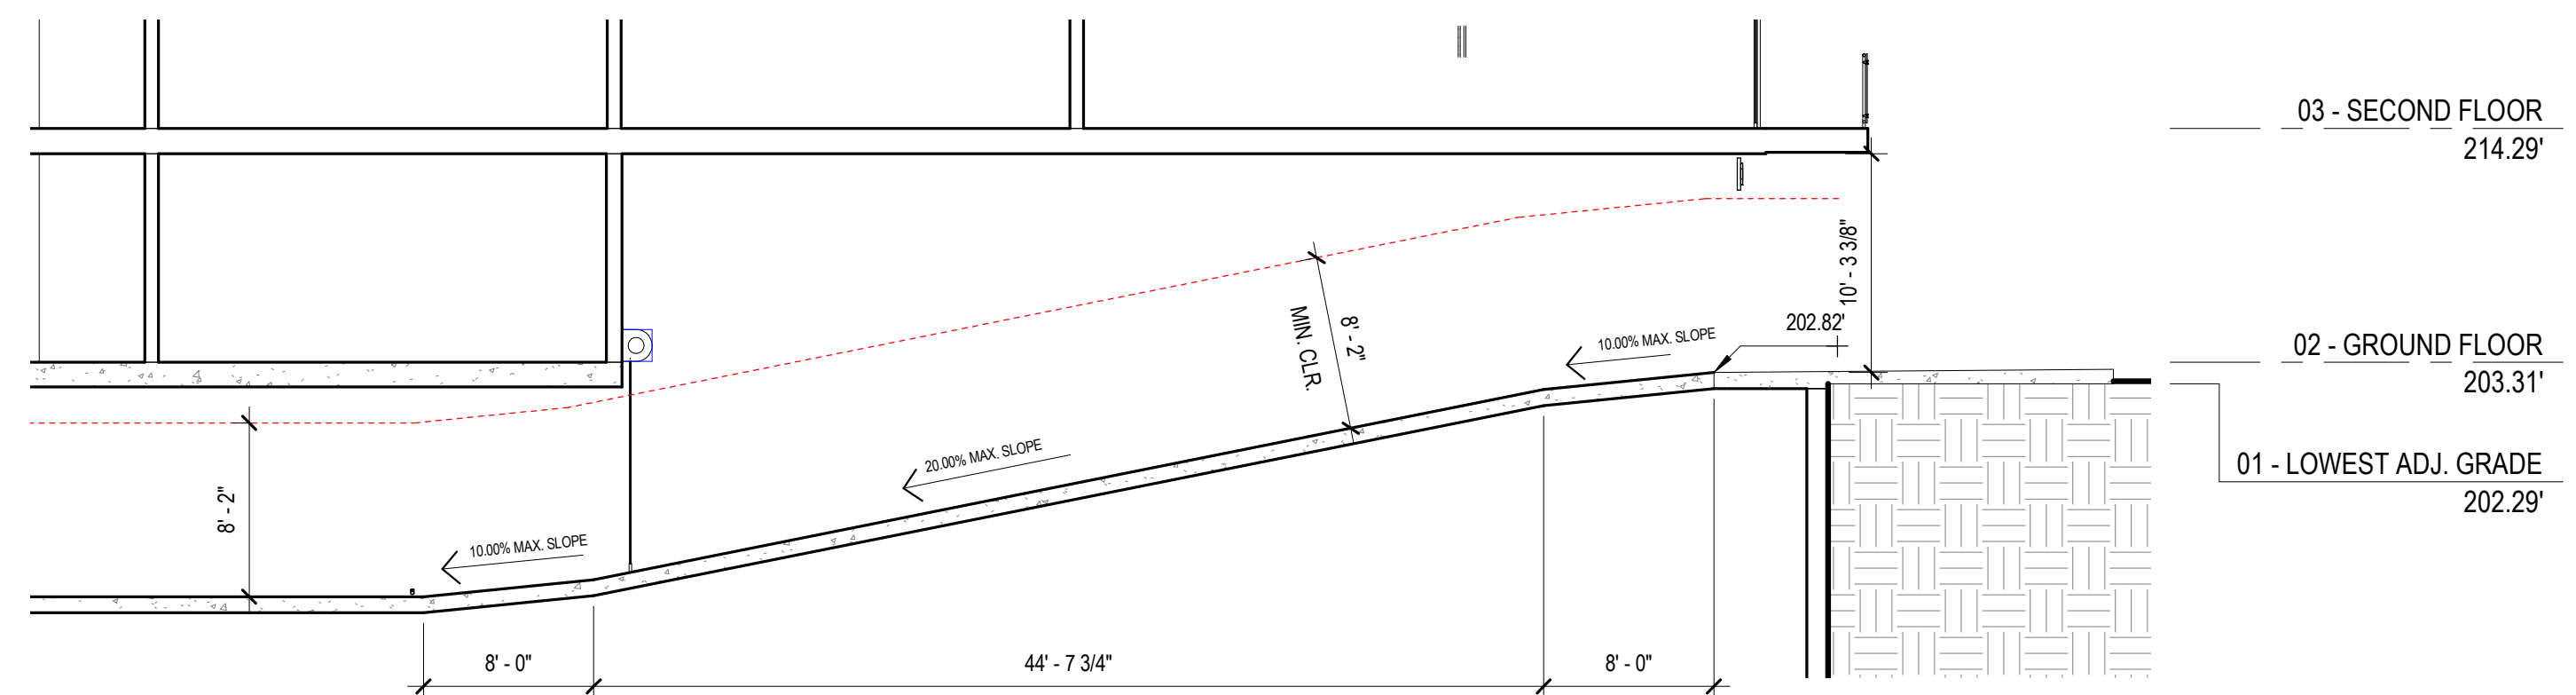 03 - SECOND FLOOR
214.29'
10' - 3 3/8"
202.82'
10.00% MAX. SLOPE
8' - 2"
MIN. CLR.
02 - GROUND FLOOR
203.31'
20.00% MAX. SLOPE
01 - LOWEST ADJ. GRADE
202.29'
8' - 2"
10.00% MAX. SLOPE
8' - 0"
44' - 7 3/4"
8' - 0"